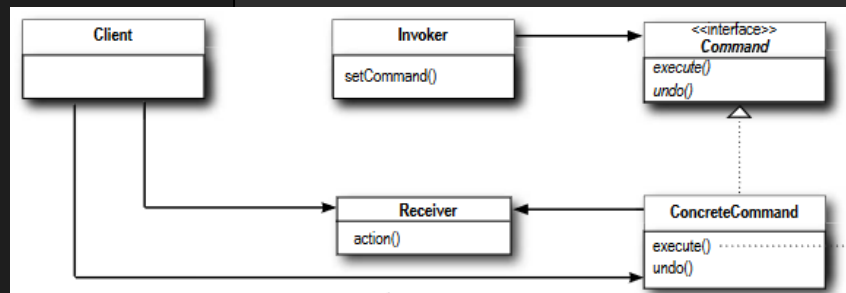 Client
Invoker
setCommand()
<<interface>>
Command
execute()
undo()
Receiver
action()
ConcreteCommand
execute()
undo()